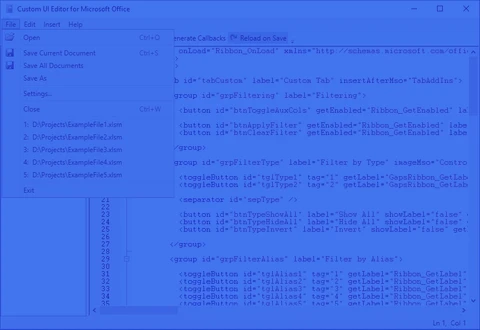 Custom UI Editor for Microsoft Office
File Edit Insert Help
Open Ctrl+O
Save Current Document Ctrl+S
Save All Documents
Save As
Settings...
Close Ctrl+W
1: D:\Projects\ExampleFile1.xlsm
2: D:\Projects\ExampleFile2.xlsm
3: D:\Projects\ExampleFile3.xlsm
4: D:\Projects\ExampleFile4.xlsm
5: D:\Projects\ExampleFile5.xlsm
Exit
enerate Callbacks Reload on Save
onLoad="Ribbon_OnLoad" xmlns="http://schemas.microsoft.com/offic
id="tabCustom" label="Custom Tab" insertAfterMso="TabAddIns">
group id="grpFiltering" label="Filtering">
<button id="btnToggleAuxCols" getEnabled="Ribbon_GetEnabled" la
<button id="btnApplyFilter" getEnabled="Ribbon_GetEnabled" labe
<button id="btnClearFilter" getEnabled="Ribbon_GetEnabled" labe
/group>
group id="grpFilterType" label="Filter by Type" imageMso="Contro
<toggleButton id="tglType1" tag="1" getLabel="GapsRibbon_GetLab
<toggleButton id="tglType2" tag="2" getLabel="GapsRibbon_GetLab
21 <separator id="sepType" />
22
23 <button id="btnTypeShowAll" label="Show All" showLabel="false"
24 <button id="btnTypeHideAll" label="Hide All" showLabel="false"
25 <button id="btnTypeInvert" label="Invert" showLabel="false" get
26
27 </group>
28
29 <group id="grpFilterAlias" label="Filter by Alias">
30
31 <toggleButton id="tglAlias1" tag="1" getLabel="Ribbon_GetLabel"
32 <toggleButton id="tglAlias2" tag="2" getLabel="Ribbon_GetLabel"
33 <toggleButton id="tglAlias3" tag="3" getLabel="Ribbon_GetLabel"
34 <toggleButton id="tglAlias4" tag="4" getLabel="Ribbon_GetLabel"
35 <toggleButton id="tglAlias5" tag="5" getLabel="Ribbon_GetLabel"
Ln 1 Col 1